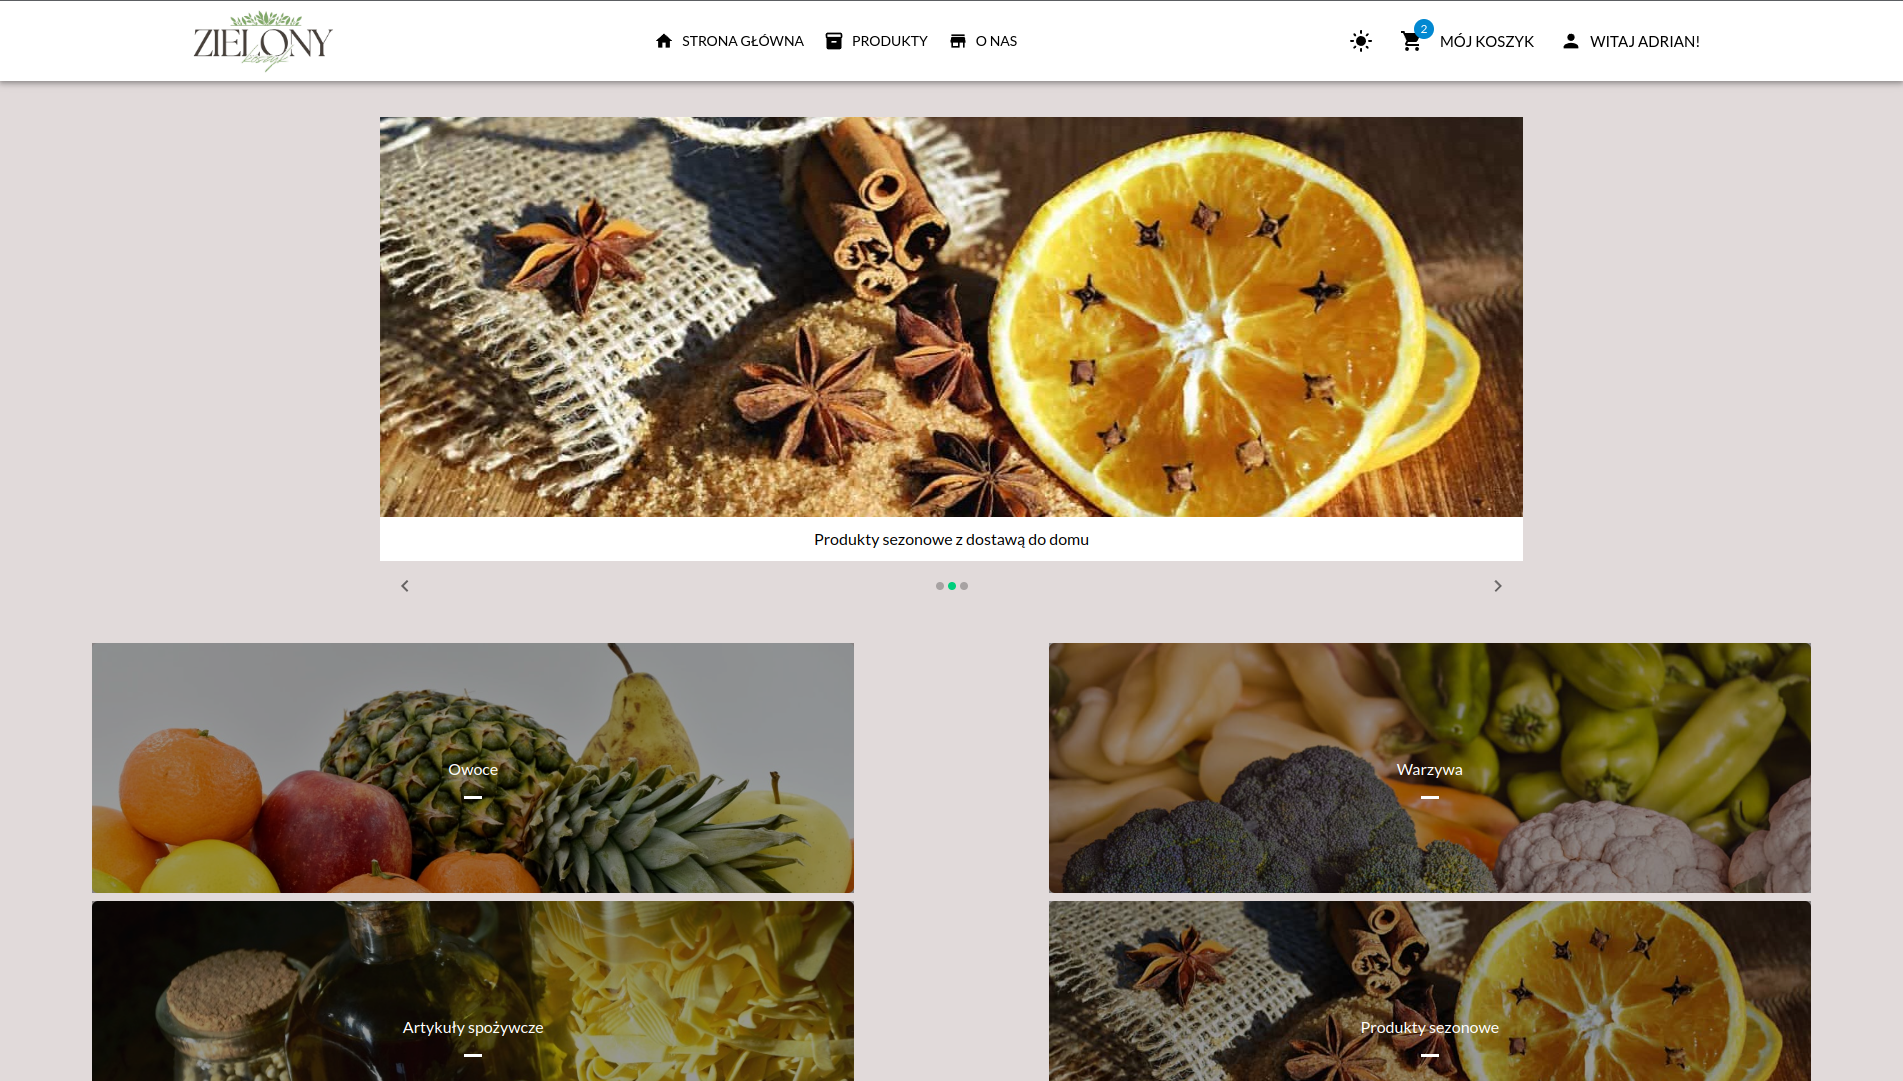 ZIELONY
koszyk
STRONA GŁÓWNA
PRODUKTY
O NAS
2
MÓJ KOSZYK
WITAJ ADRIAN!
Produkty sezonowe z dostawą do domu
Owoce
Warzywa
Artykuły spożywcze
Produkty sezonowe